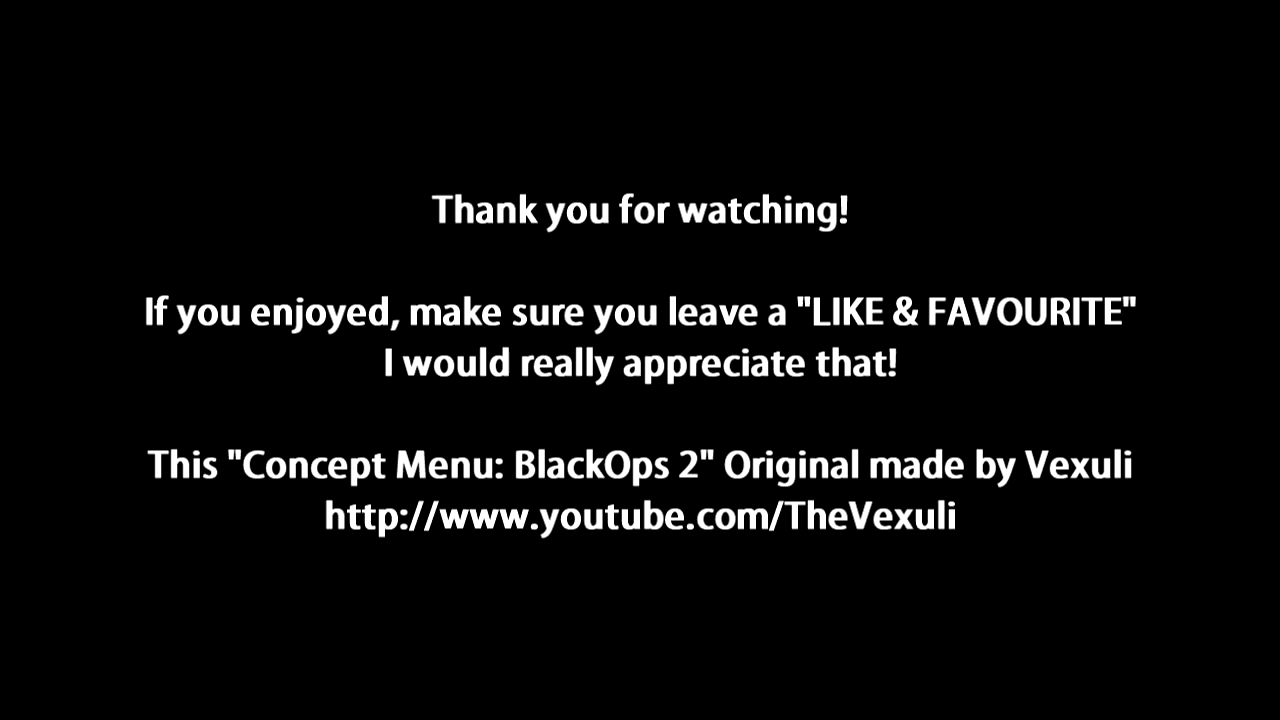 Thank you for watching!
If you enjoyed, make sure you leave a "LIKE & FAVOURITE"
I would really appreciate that!
This "Concept Menu: BlackOps 2" Original made by Vexuli
http://www.youtube.com/TheVexuli